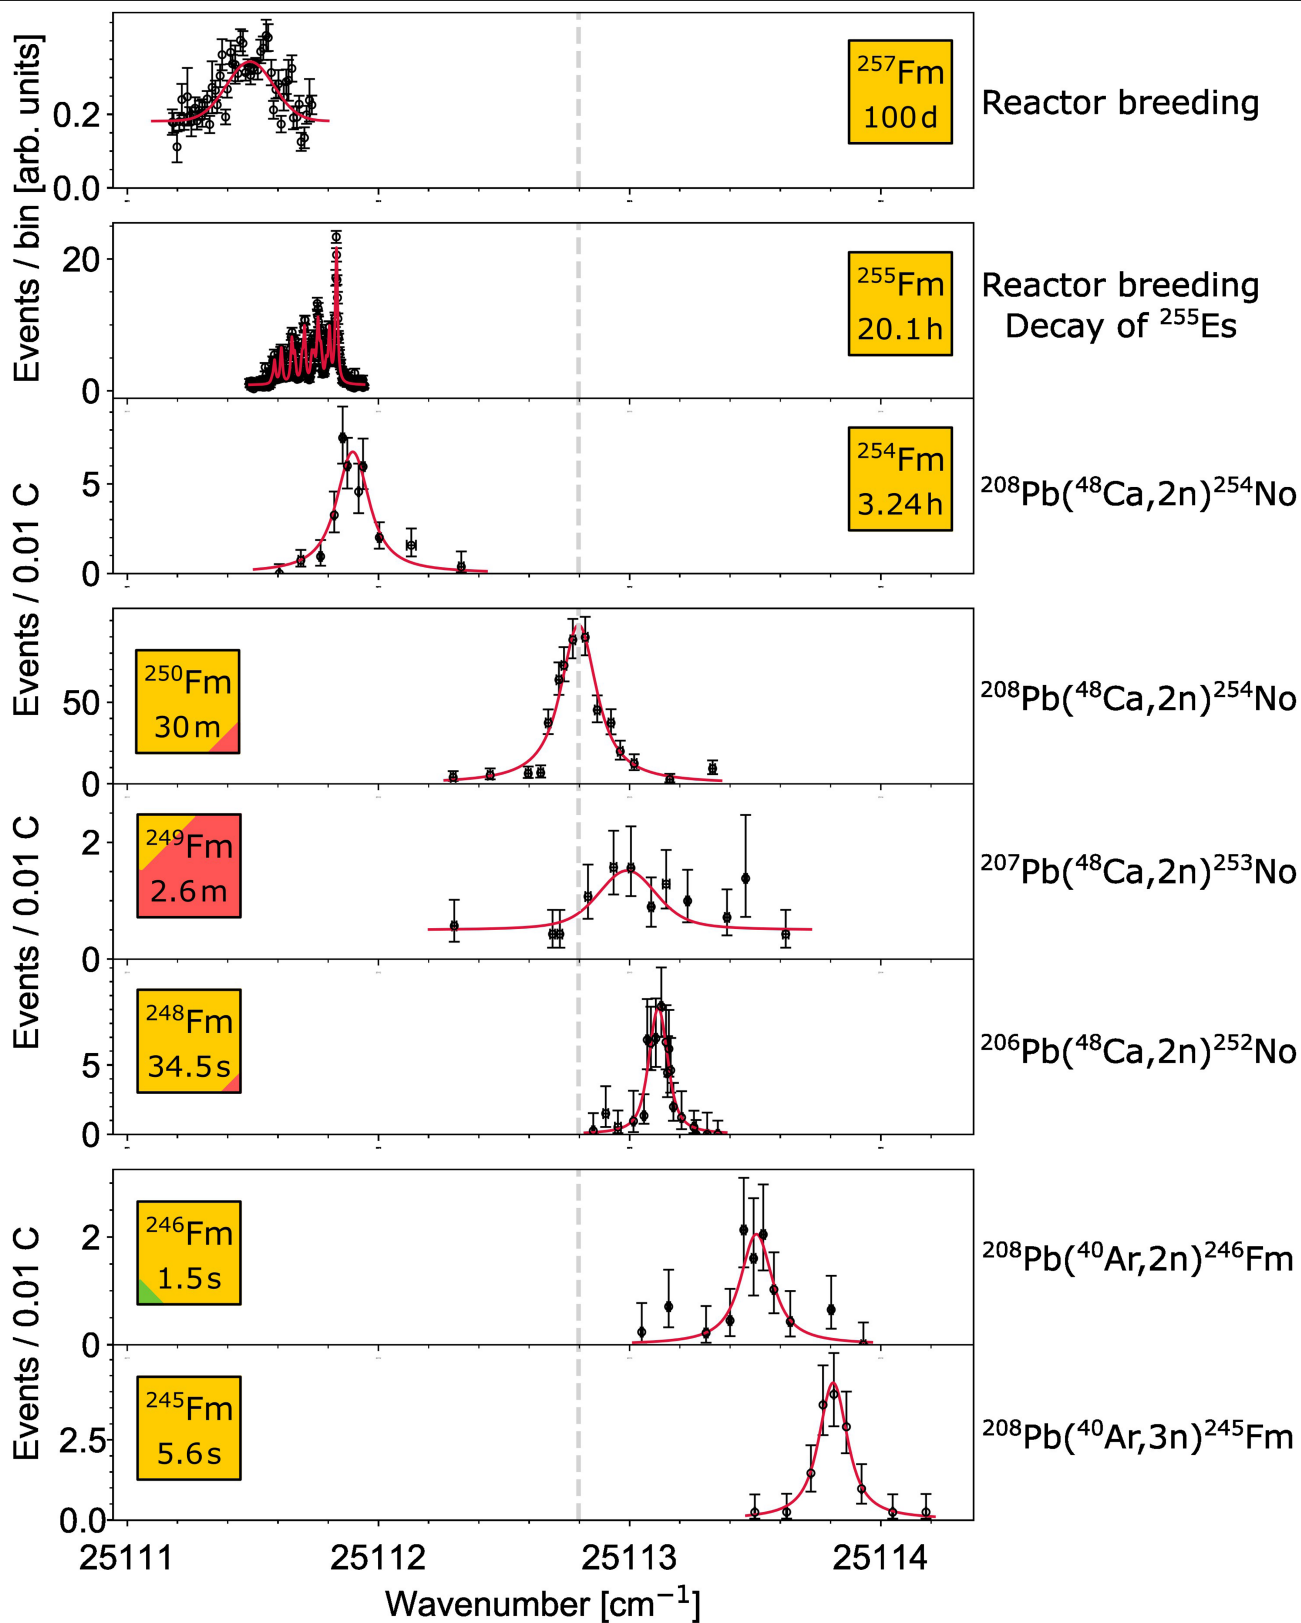 Events / bin [arb. units]
0.2
0.0
²⁵⁷Fm
100 d
Reactor breeding
20
0
²⁵⁵Fm
20.1 h
Reactor breeding
Decay of ²⁵⁵Es
Events / 0.01 C
5
0
²⁵⁴Fm
3.24 h
²⁰⁸Pb(⁴⁸Ca,2n)²⁵⁴No
50
0
²⁵⁰Fm
30 m
²⁰⁸Pb(⁴⁸Ca,2n)²⁵⁴No
Events / 0.01 C
2
0
²⁴⁹Fm
2.6 m
²⁰⁷Pb(⁴⁸Ca,2n)²⁵³No
5
0
²⁴⁸Fm
34.5 s
²⁰⁶Pb(⁴⁸Ca,2n)²⁵²No
Events / 0.01 C
2
0
²⁴⁶Fm
1.5 s
²⁰⁸Pb(⁴⁰Ar,2n)²⁴⁶Fm
2.5
0.0
²⁴⁵Fm
5.6 s
²⁰⁸Pb(⁴⁰Ar,3n)²⁴⁵Fm
25111 25112 25113 25114
Wavenumber [cm⁻¹]